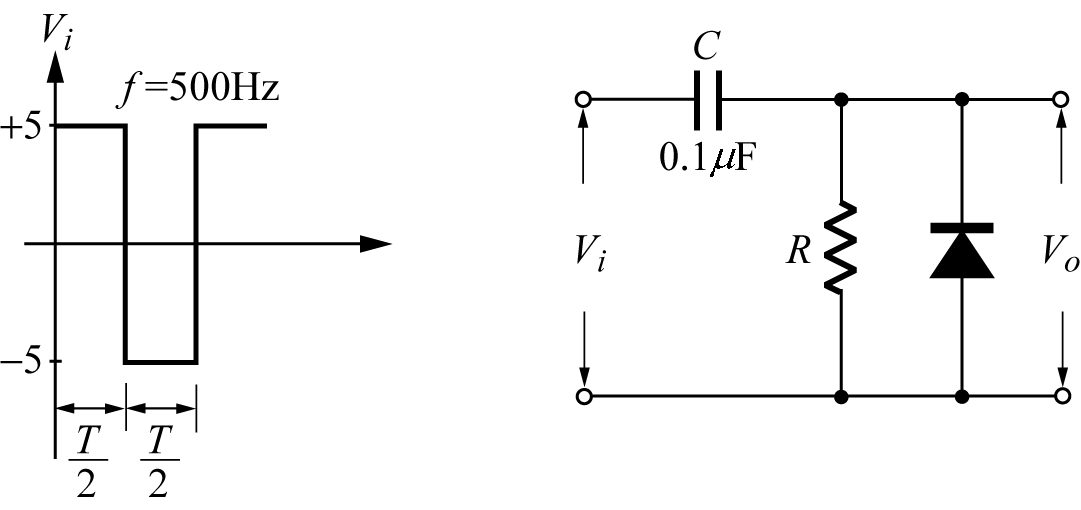 V_i
f=500Hz
+5
−5
T/2
T/2
C
0.1μF
V_i
R
V_o